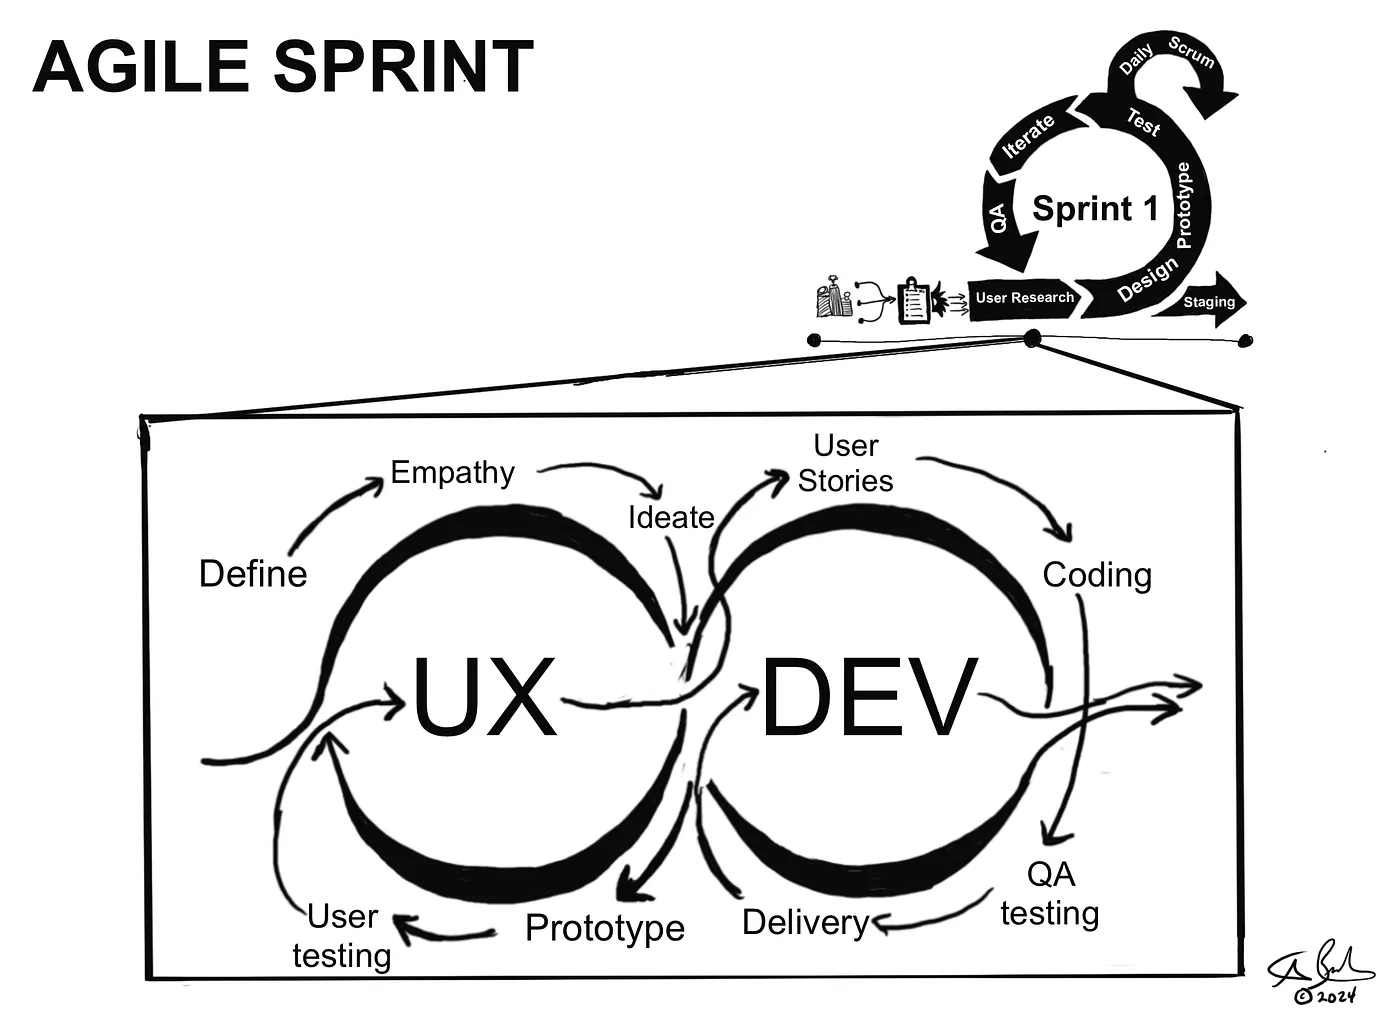 AGILE SPRINT
Daily Scrum
Iterate
Test
QA
Sprint 1
Prototype
Design
User Research
Staging
User
Stories
Empathy
Ideate
Define
Coding
UX
DEV
QA
testing
User
testing
Prototype
Delivery
© 2024